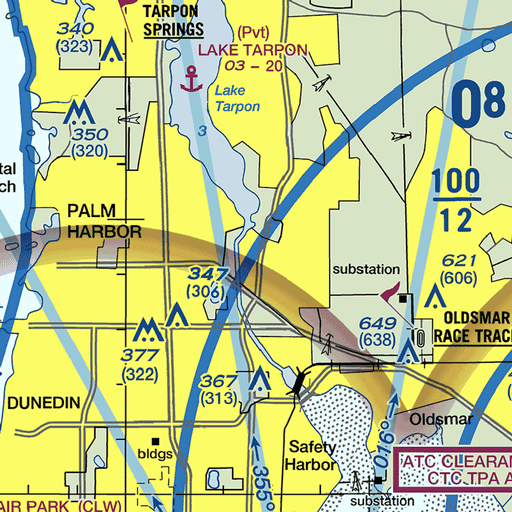 340
(323)
TARPON
SPRINGS
(Pvt)
LAKE TARPON
03 - 20
Lake
Tarpon
3
08
350
(320)
100
12
PALM
HARBOR
621
(606)
substation
347
(306)
OLDSMAR
RACE TRACK
649
(638)
377
(322)
367
(313)
DUNEDIN
Oldsmar
bldgs
Safety
Harbor
016°
355°
ATC CLEARAN
CTC TPA A
substation
AIR PARK (CLW)